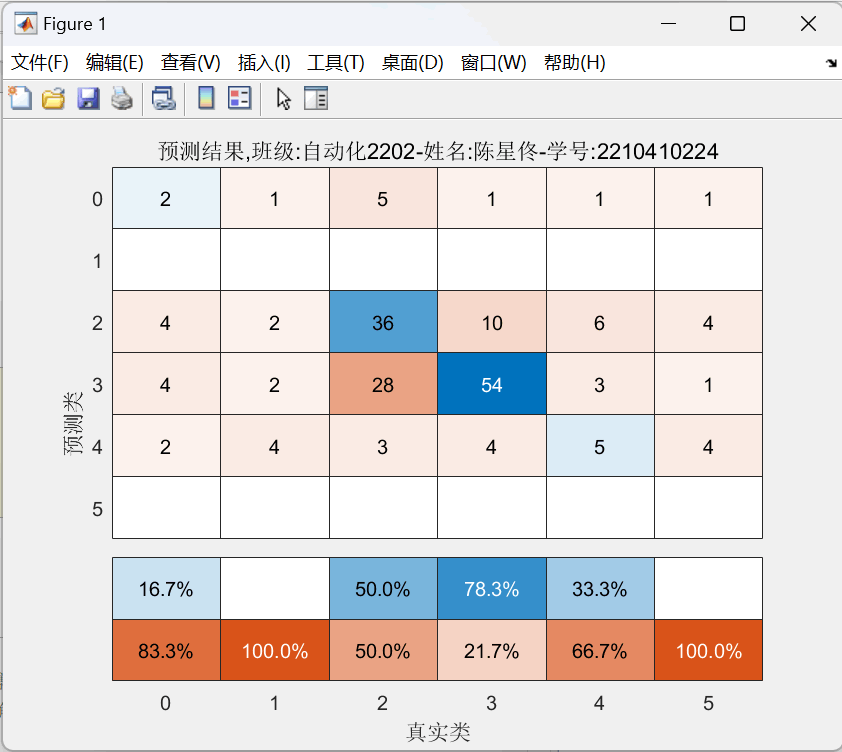 Figure 1
文件(F) 编辑(E) 查看(V) 插入(I) 工具(T) 桌面(D) 窗口(W) 帮助(H)
预测结果,班级:自动化2202-姓名:陈星佟-学号:2210410224
0 2 1 5 1 1 1
1
2 4 2 36 10 6 4
3 4 2 28 54 3 1
预测类
4 2 4 3 4 5 4
5
16.7% 50.0% 78.3% 33.3%
83.3% 100.0% 50.0% 21.7% 66.7% 100.0%
0 1 2 3 4 5
真实类